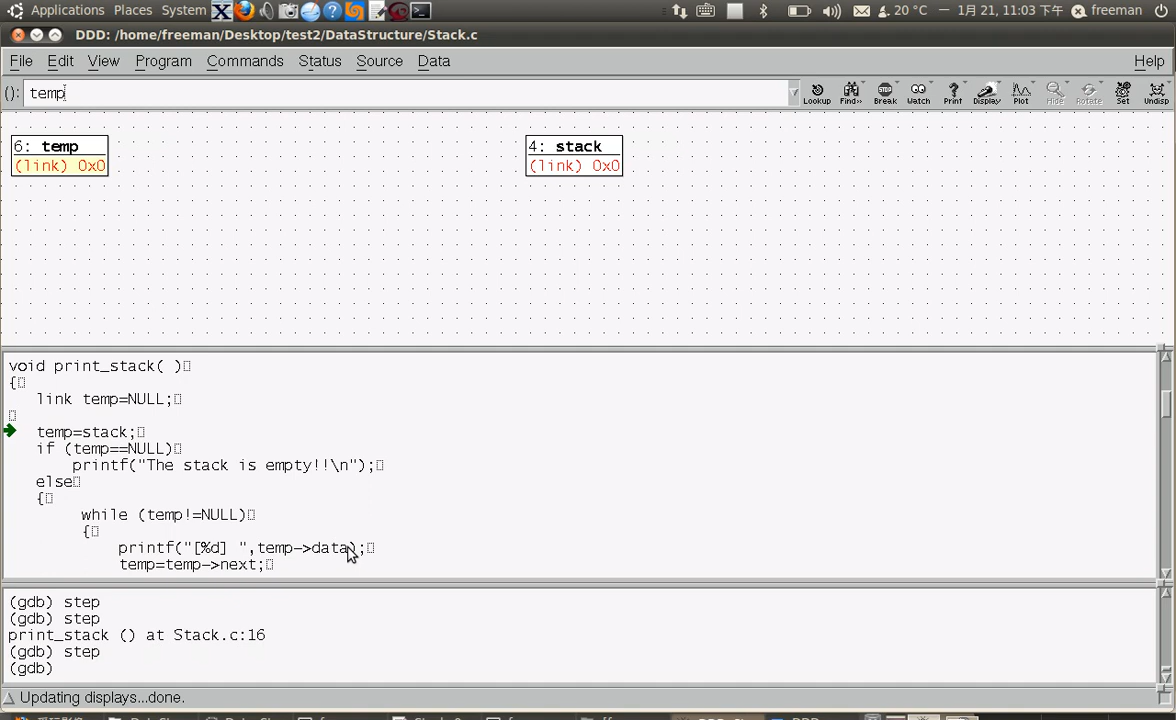 Applications Places System 20 °C 一 1月 21, 11:03 下午 freeman
DDD: /home/freeman/Desktop/test2/DataStructure/Stack.c
File Edit View Program Commands Status Source Data Help
(): temp
Lookup Find>> Break Watch Print Display Plot Hide Rotate Set Undisp
6: temp
(link) 0x0
4: stack
(link) 0x0
void print_stack( )
{
link temp=NULL;
temp=stack;
if (temp==NULL)
printf("The stack is empty!!\n");
else
{
while (temp!=NULL)
{
printf("[%d] ",temp->data);
temp=temp->next;
(gdb) step
(gdb) step
print_stack () at Stack.c:16
(gdb) step
(gdb)
Updating displays...done.